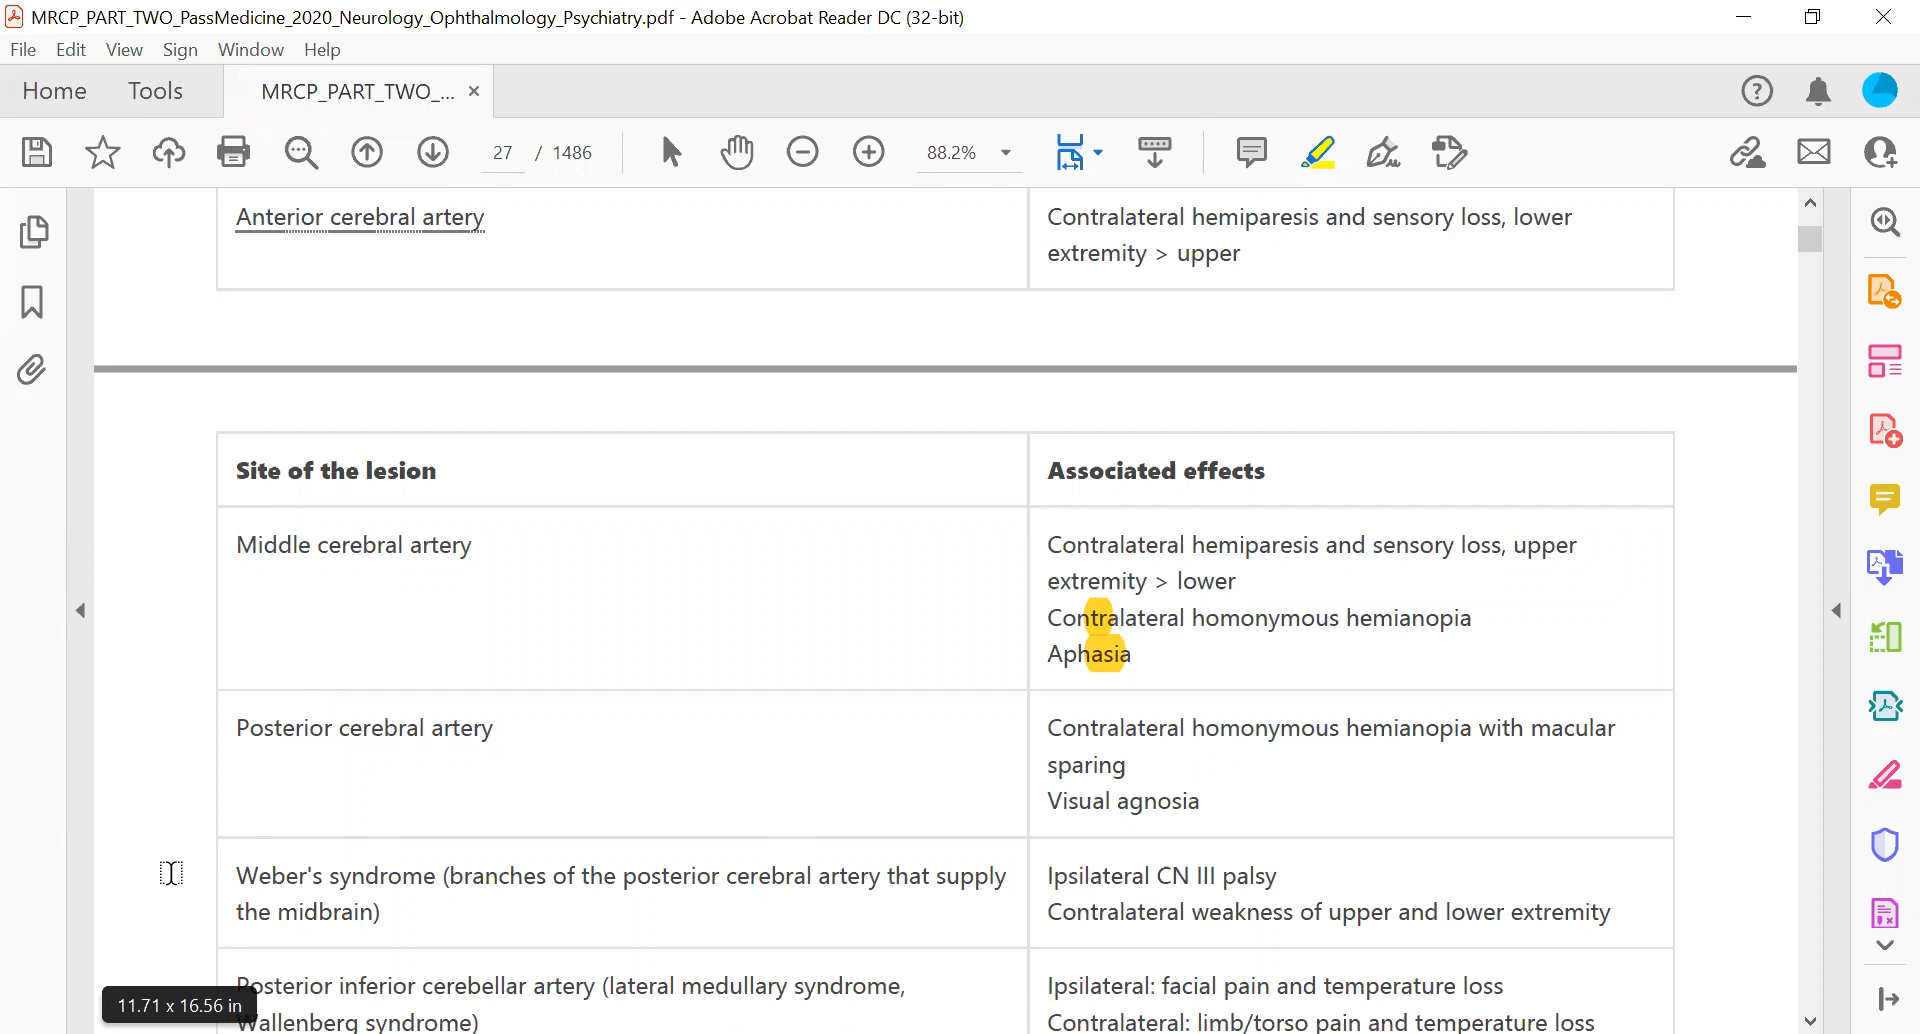 MRCP_PART_TWO_PassMedicine_2020_Neurology_Ophthalmology_Psychiatry.pdf - Adobe Acrobat Reader DC (32-bit)
File Edit View Sign Window Help
Home Tools MRCP_PART_TWO_... ×
27 / 1486 88.2%
Anterior cerebral artery
Contralateral hemiparesis and sensory loss, lower
extremity > upper
Site of the lesion
Associated effects
Middle cerebral artery
Contralateral hemiparesis and sensory loss, upper
extremity > lower
Contralateral homonymous hemianopia
Aphasia
Posterior cerebral artery
Contralateral homonymous hemianopia with macular
sparing
Visual agnosia
Weber's syndrome (branches of the posterior cerebral artery that supply
the midbrain)
Ipsilateral CN III palsy
Contralateral weakness of upper and lower extremity
Posterior inferior cerebellar artery (lateral medullary syndrome,
Wallenberg syndrome)
Ipsilateral: facial pain and temperature loss
Contralateral: limb/torso pain and temperature loss
11.71 x 16.56 in